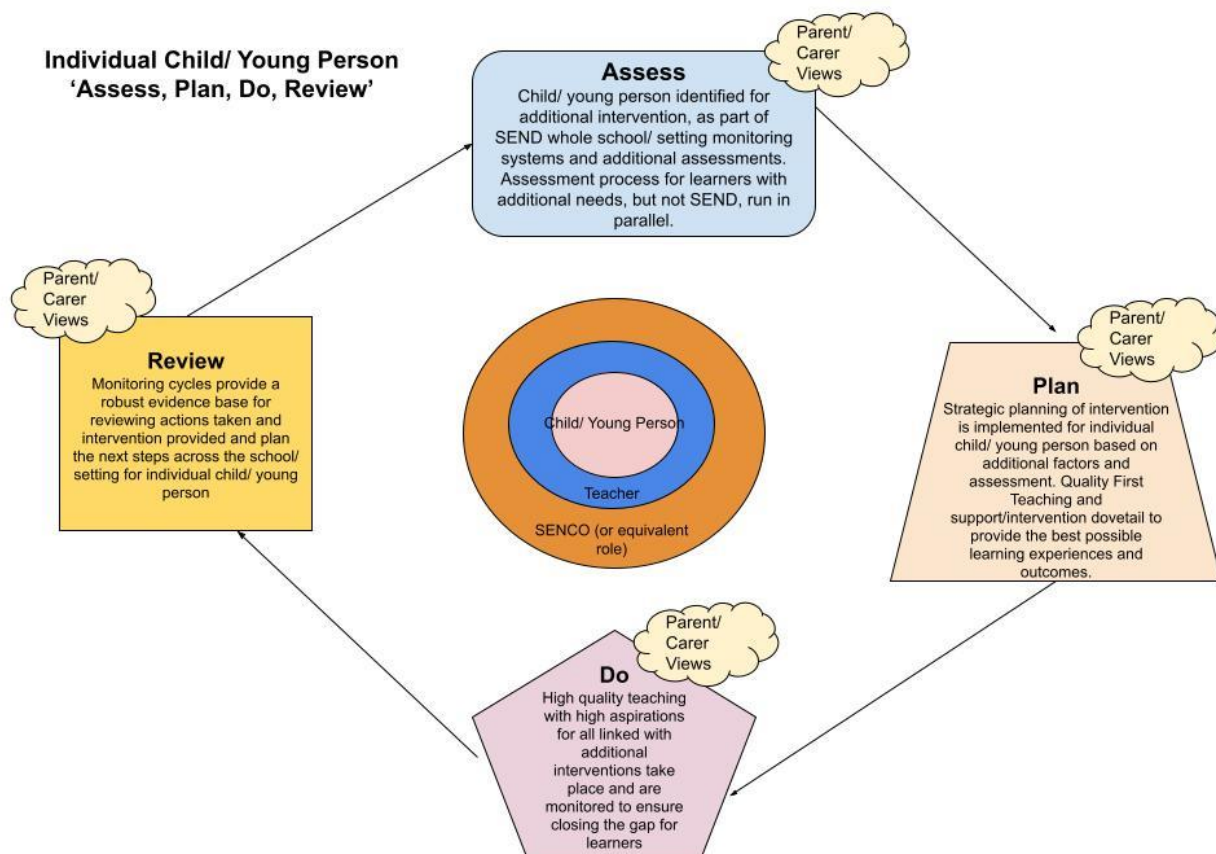 Individual Child/ Young Person
‘Assess, Plan, Do, Review’
Parent/
Carer
Views
Assess
Child/ young person identified for
additional intervention, as part of
SEND whole school/ setting monitoring
systems and additional assessments.
Assessment process for learners with
additional needs, but not SEND, run in
parallel.
Parent/
Carer
Views
Plan
Strategic planning of intervention
is implemented for individual
child/ young person based on
additional factors and
assessment. Quality First
Teaching and
support/intervention dovetail to
provide the best possible
learning experiences and
outcomes.
Parent/
Carer
Views
Do
High quality teaching
with high aspirations
for all linked with
additional
interventions take
place and are
monitored to ensure
closing the gap for
learners
Parent/
Carer
Views
Review
Monitoring cycles provide a
robust evidence base for
reviewing actions taken and
intervention provided and plan
the next steps across the school/
setting for individual child/ young
person
Child/ Young Person
Teacher
SENCO (or equivalent
role)